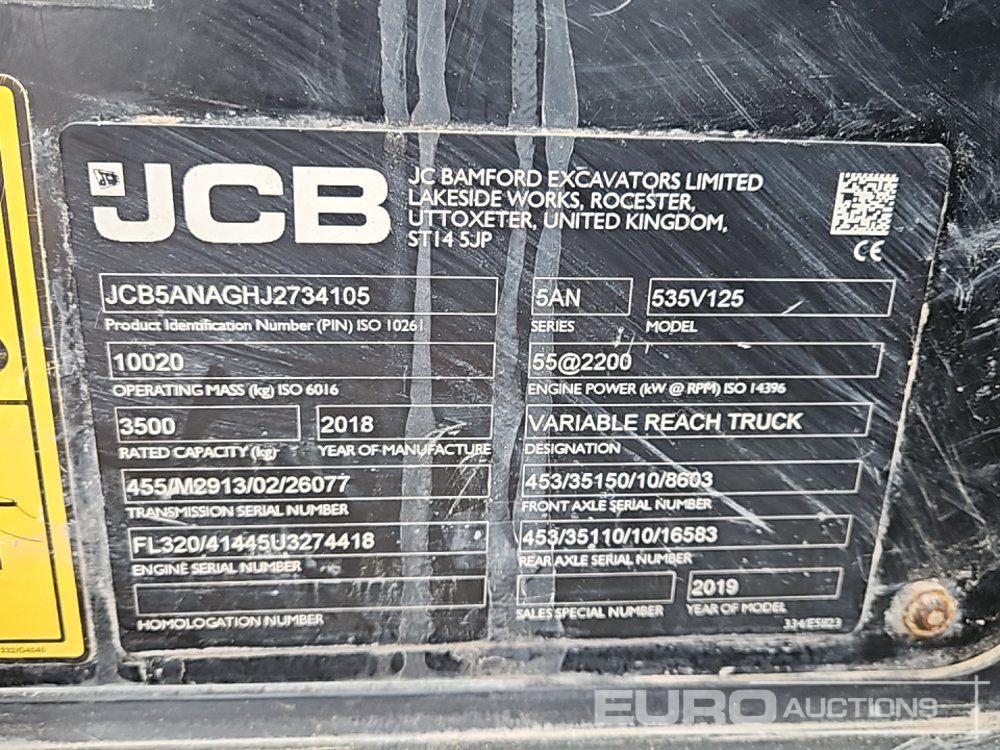 JCB
JC BAMFORD EXCAVATORS LIMITED
LAKESIDE WORKS, ROCESTER,
UTTOXETER, UNITED KINGDOM,
ST14 5JP
CE
JCB5ANAGHJ2734105
Product Identification Number (PIN) ISO 10261
5AN
SERIES
535V125
MODEL
10020
OPERATING MASS (kg) ISO 6016
55@2200
ENGINE POWER (kW @ RPM) ISO 14396
3500
RATED CAPACITY (kg)
2018
YEAR OF MANUFACTURE
VARIABLE REACH TRUCK
DESIGNATION
455/M2913/02/26077
TRANSMISSION SERIAL NUMBER
453/35150/10/8603
FRONT AXLE SERIAL NUMBER
FL320/41445U3274418
ENGINE SERIAL NUMBER
453/35110/10/16583
REAR AXLE SERIAL NUMBER
HOMOLOGATION NUMBER
SALES SPECIAL NUMBER
2019
YEAR OF MODEL
334/E5823
332/G4040
EURO AUCTIONS